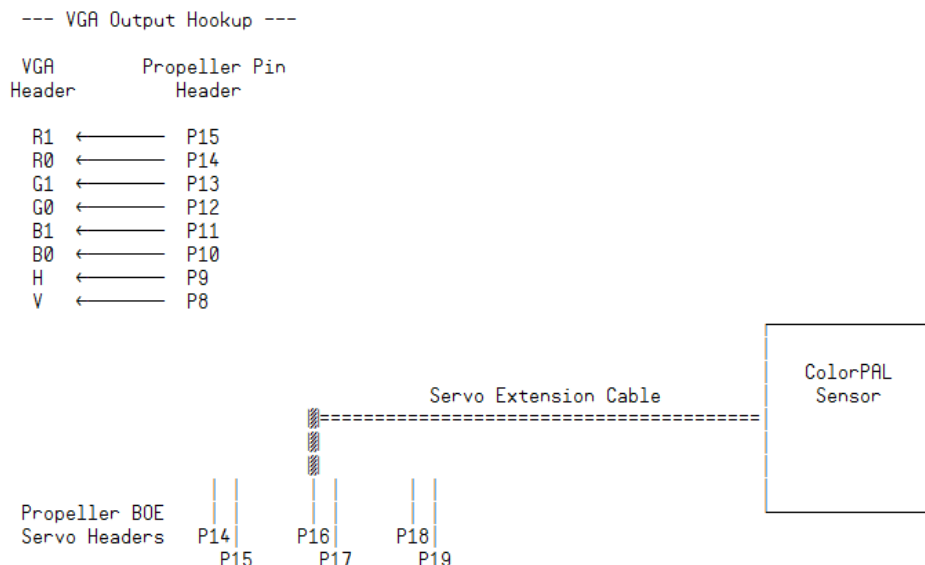 --- VGA Output Hookup ---
VGA Propeller Pin
Header Header
R1 ← P15
R0 ← P14
G1 ← P13
G0 ← P12
B1 ← P11
B0 ← P10
H ← P9
V ← P8
ColorPAL
Servo Extension Cable Sensor
Propeller BOE
Servo Headers P14 P16 P18
P15 P17 P19